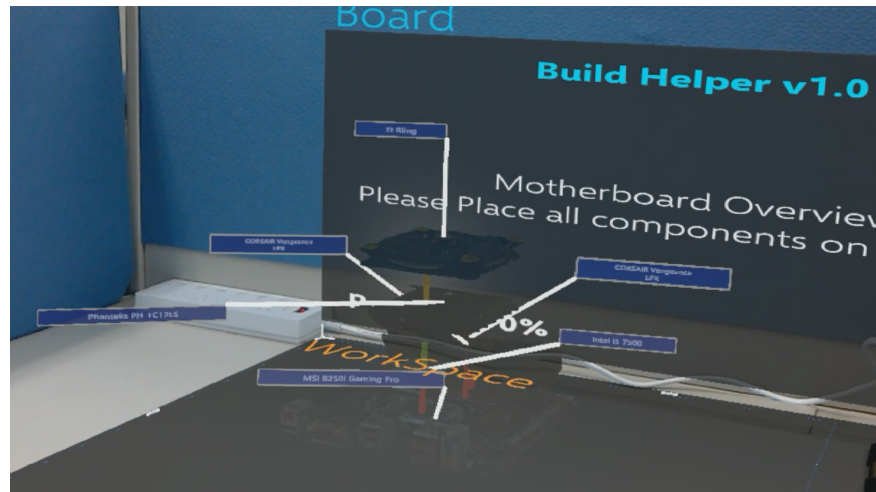 Board
Build Helper v1.0
Tt Riing
Motherboard Overview
Please Place all components on
CORSAIR Vengeance
LPX
CORSAIR Vengeance
LPX
Phanteks PH-TC12LS
0%
Intel i5 7500
WorkSpace
MSI B250I Gaming Pro